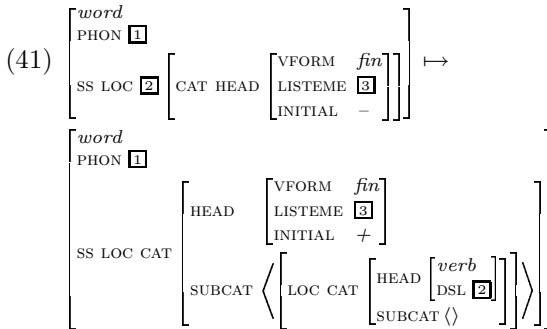 (41) [word
PHON [1]
SS LOC [2] [CAT HEAD [VFORM fin
LISTEME [3]
INITIAL –]]] ↦
[word
PHON [1]
SS LOC CAT [HEAD [VFORM fin
LISTEME [3]
INITIAL +]
SUBCAT ⟨[LOC CAT [HEAD [verb
DSL [2]]
SUBCAT ⟨⟩]]⟩]]